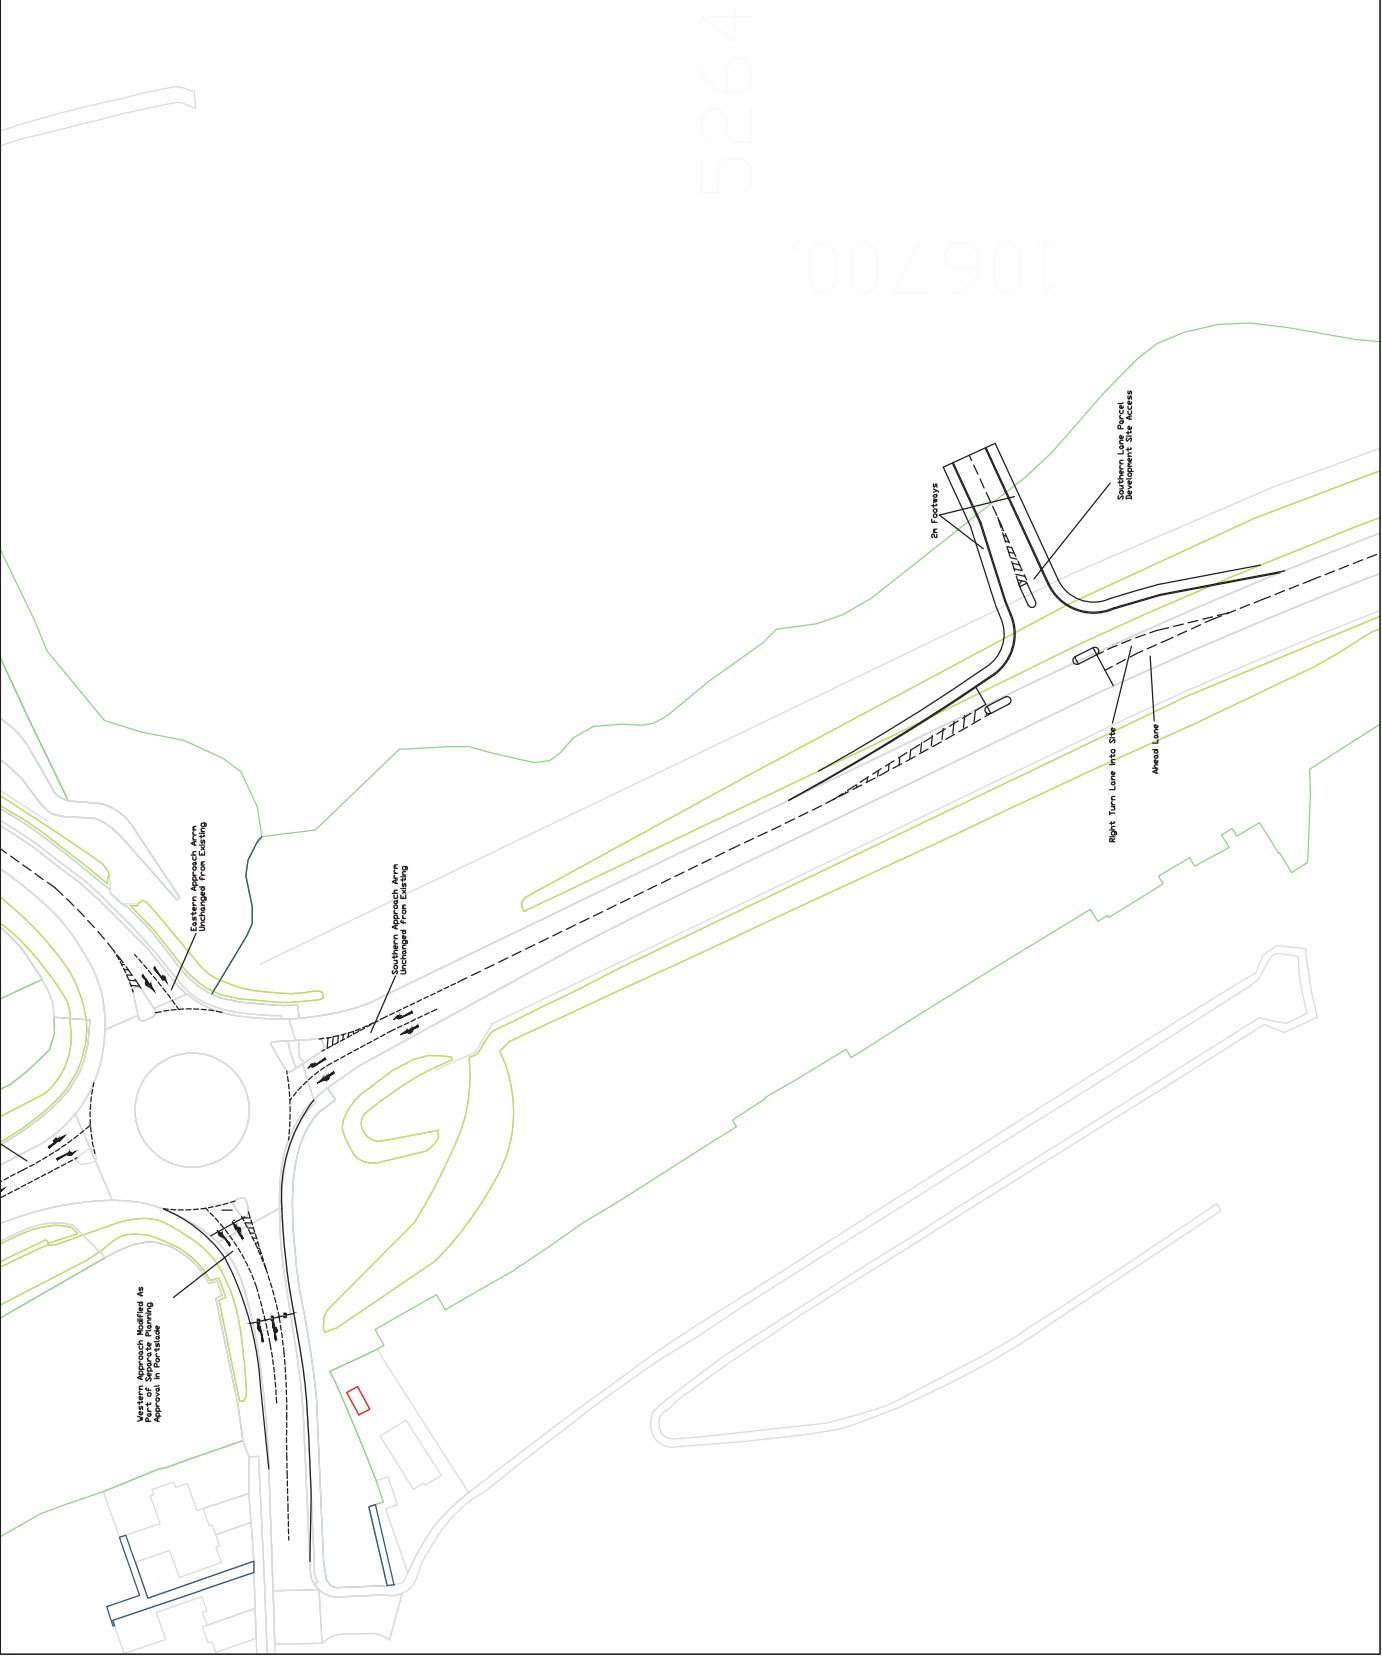 Western Approach Modified As
Part of Separate Planning
Approval in Portslade
Eastern Approach Arm
Unchanged from Existing
Southern Approach Arm
Unchanged from Existing
2m Footways
Southern Lane Parcel
Development Site Access
Right Turn Lane Into Site
Ahead Lane
5264
106700.